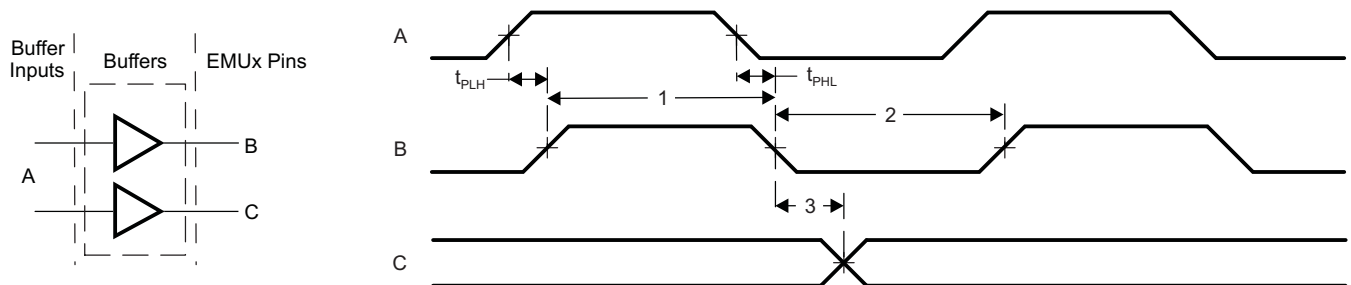 Buffer
Inputs
Buffers
EMUx Pins
A
B
C
A
t_PLH
t_PHL
1
2
B
3
C